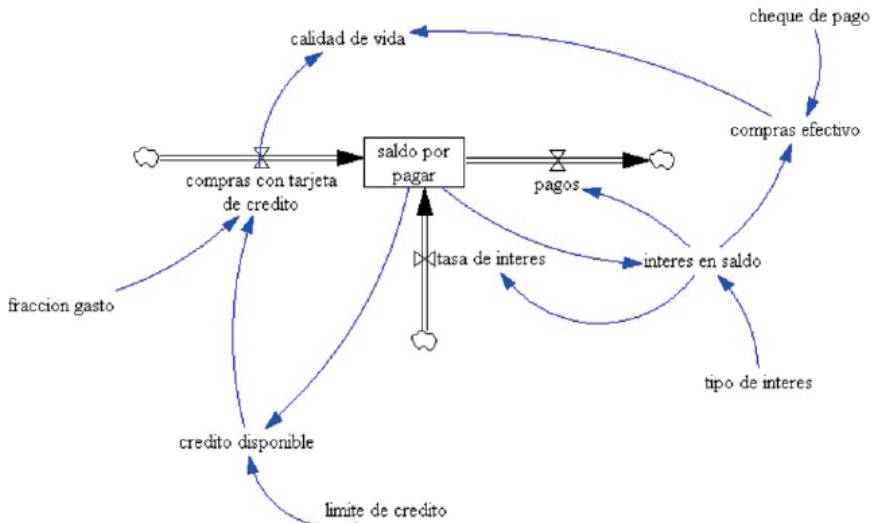 cheque de pago
calidad de vida
compras efectivo
saldo por
pagar
compras con tarjeta
de credito
pagos
tasa de interes
interes en saldo
fraccion gasto
tipo de interes
credito disponible
limite de credito